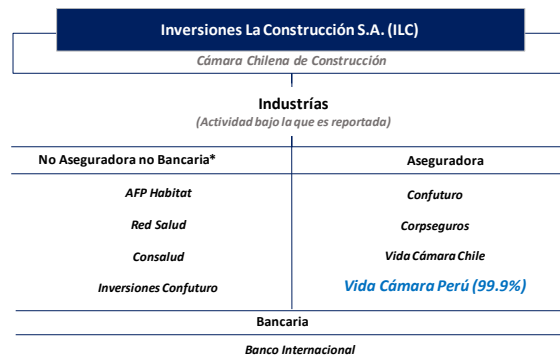 Inversiones La Construcción S.A. (ILC)
Cámara Chilena de Construcción
Industrías
(Actividad bajo la que es reportada)
No Aseguradora no Bancaria*
Aseguradora
AFP Habitat
Confuturo
Red Salud
Corpseguros
Consalud
Vida Cámara Chile
Inversiones Confuturo
Vida Cámara Perú (99.9%)
Bancaria
Banco Internacional